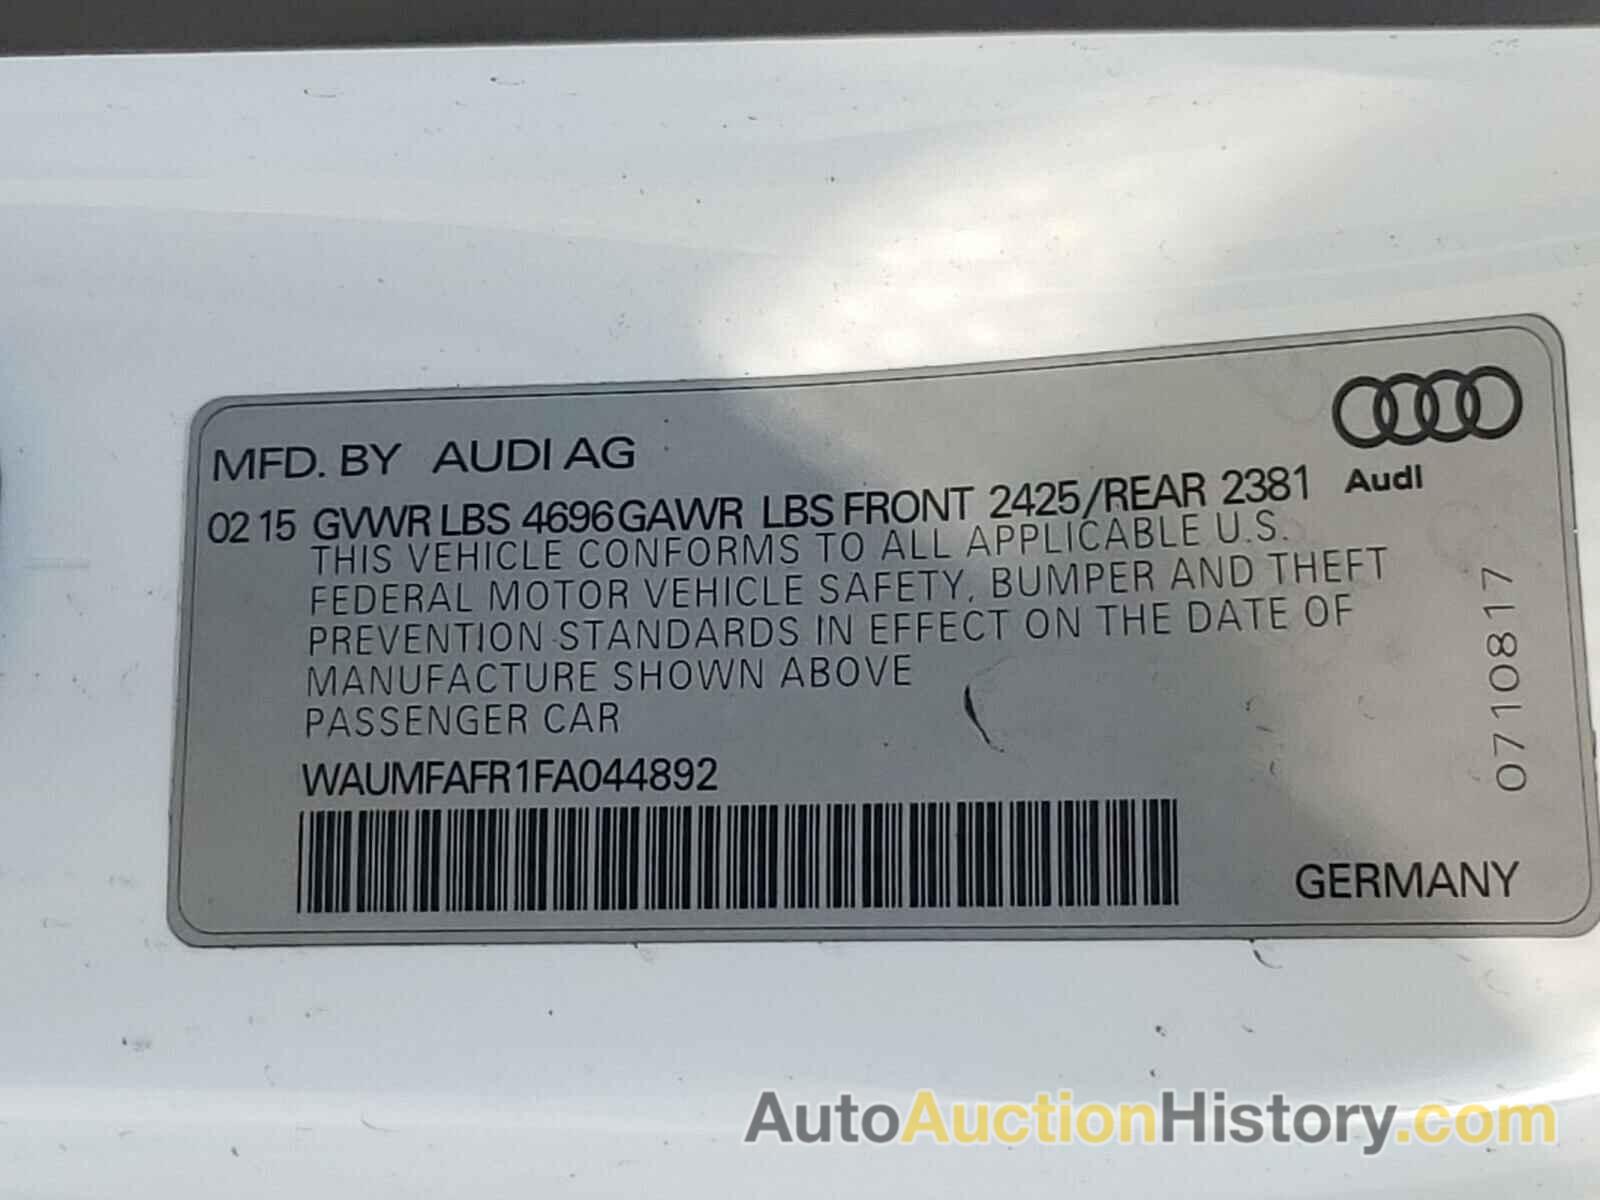 MFD. BY AUDI AG
02 15 GVWR LBS 4696 GAWR LBS FRONT 2425/REAR 2381
Audi
THIS VEHICLE CONFORMS TO ALL APPLICABLE U.S.
FEDERAL MOTOR VEHICLE SAFETY, BUMPER AND THEFT
PREVENTION STANDARDS IN EFFECT ON THE DATE OF
MANUFACTURE SHOWN ABOVE
PASSENGER CAR
WAUMFAFR1FA044892
0710817
GERMANY
AutoAuctionHistory.com